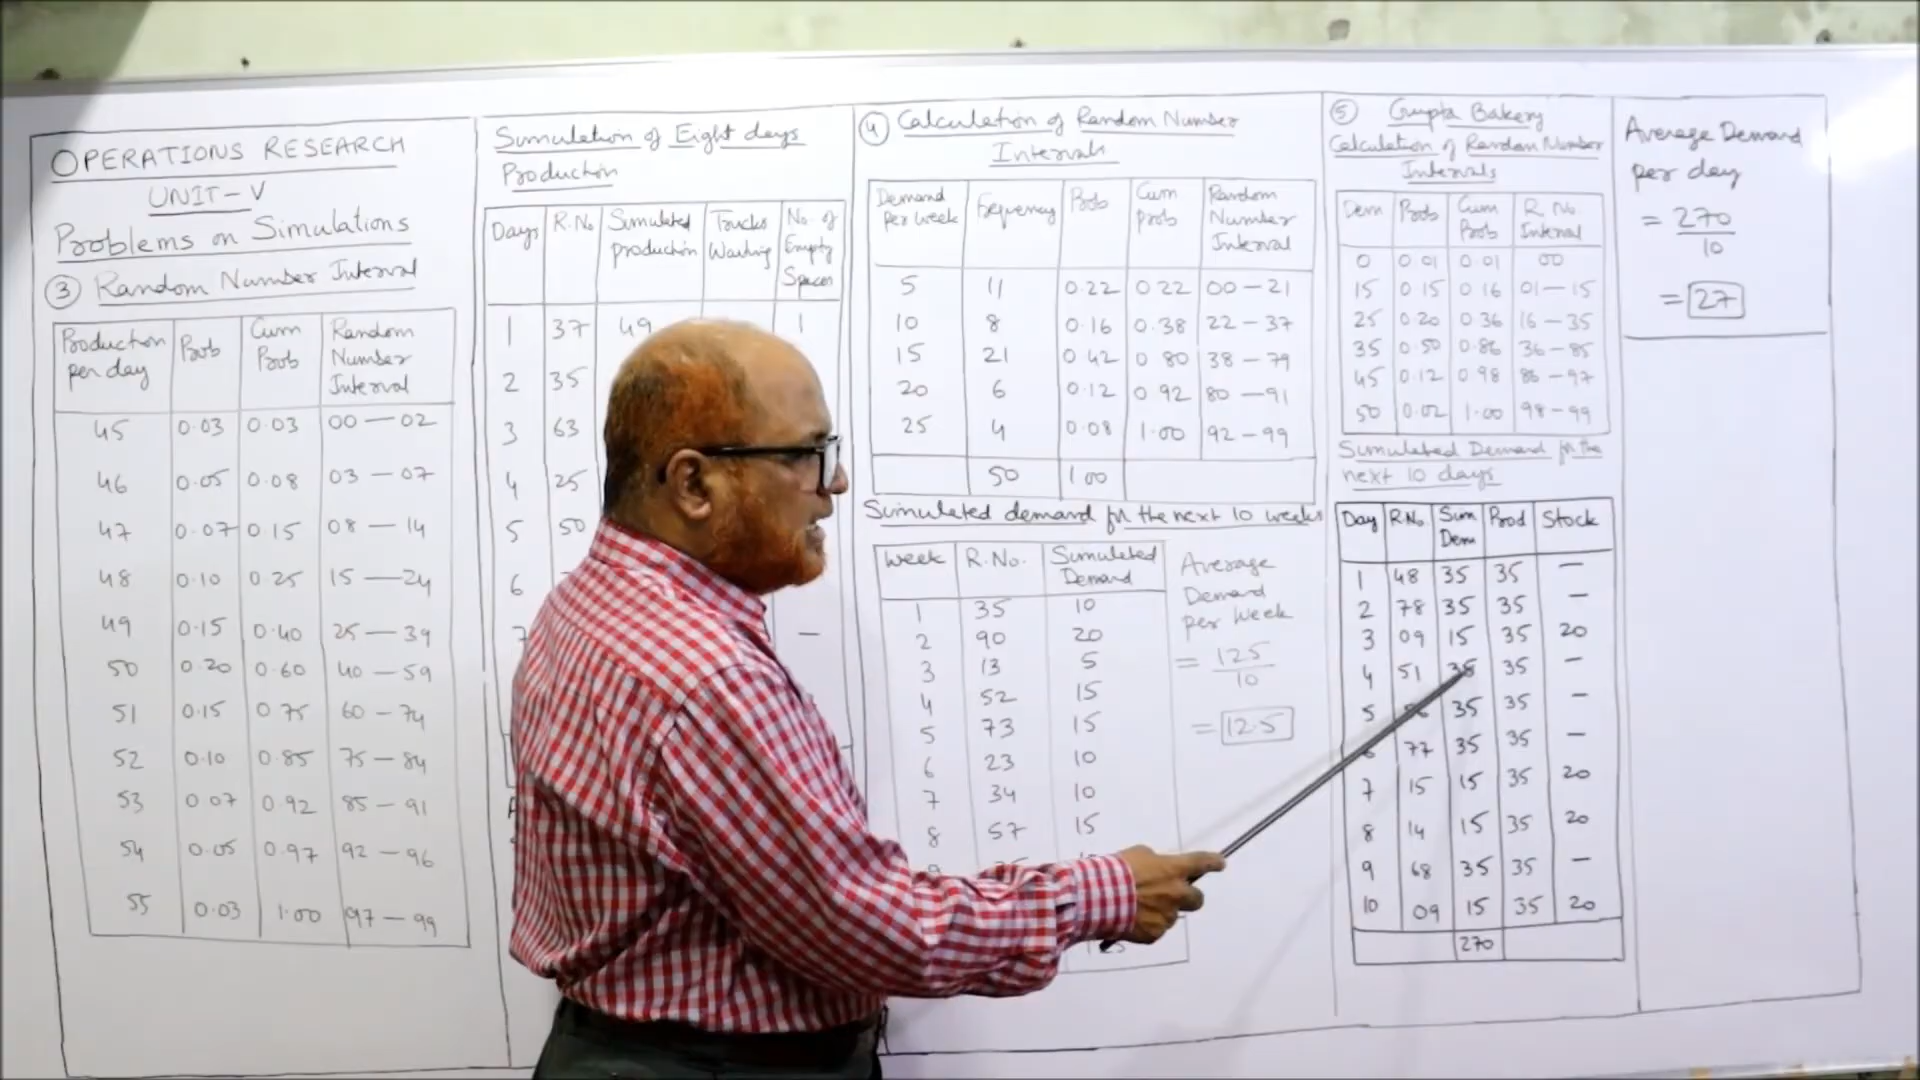 OPERATIONS RESEARCH
UNIT-V
Problems on Simulations
③ Random Number Interval
Production per day | Prob | Cum Prob | Random Number Interval
45 | 0.03 | 0.03 | 00 — 02
46 | 0.05 | 0.08 | 03 — 07
47 | 0.07 | 0.15 | 08 — 14
48 | 0.10 | 0.25 | 15 — 24
49 | 0.15 | 0.40 | 25 — 39
50 | 0.20 | 0.60 | 40 — 59
51 | 0.15 | 0.75 | 60 — 74
52 | 0.10 | 0.85 | 75 — 84
53 | 0.07 | 0.92 | 85 — 91
54 | 0.05 | 0.97 | 92 — 96
55 | 0.03 | 1.00 | 97 — 99
Simulation of Eight days
Production
Days | R.No | Simulated production | Trucks Waiting | No. of Empty Spaces
1 | 37 | 49 | 1
2 | 35
3 | 63
4 | 25
5 | 50
6
7 | —
④ Calculation of Random Number
Intervals
Demand Per week | Frequency | Prob | Cum prob | Random Number Interval
5 | 11 | 0.22 | 0.22 | 00 — 21
10 | 8 | 0.16 | 0.38 | 22 — 37
15 | 21 | 0.42 | 0.80 | 38 — 79
20 | 6 | 0.12 | 0.92 | 80 — 91
25 | 4 | 0.08 | 1.00 | 92 — 99
50 | 1.00
Simulated demand for the next 10 weeks
Week | R.No. | Simulated Demand
1 | 35 | 10
2 | 90 | 20
3 | 13 | 5
4 | 52 | 15
5 | 73 | 15
6 | 23 | 10
7 | 34 | 10
8 | 57 | 15
Average
Demand
per week
= 125
10
= 12.5
⑤ Gupta Bakery
Calculation of Random Number
Intervals
Dem | Prob | Cum Prob | R. No Interval
0 | 0.01 | 0.01 | 00
15 | 0.15 | 0.16 | 01 — 15
25 | 0.20 | 0.36 | 16 — 35
35 | 0.50 | 0.86 | 36 — 85
45 | 0.12 | 0.98 | 86 — 97
50 | 0.02 | 1.00 | 98 — 99
Simulated Demand for the
next 10 days
Day | R.No. | Sim Dem | Prod | Stock
1 | 48 | 35 | 35 | —
2 | 78 | 35 | 35 | —
3 | 09 | 15 | 35 | 20
4 | 51 | 35 | 35 | —
5 | 35 | 35 | —
77 | 35 | 35 | —
7 | 15 | 15 | 35 | 20
8 | 14 | 15 | 35 | 20
9 | 68 | 35 | 35 | —
10 | 09 | 15 | 35 | 20
270
Average Demand
per day
= 270
10
= 27